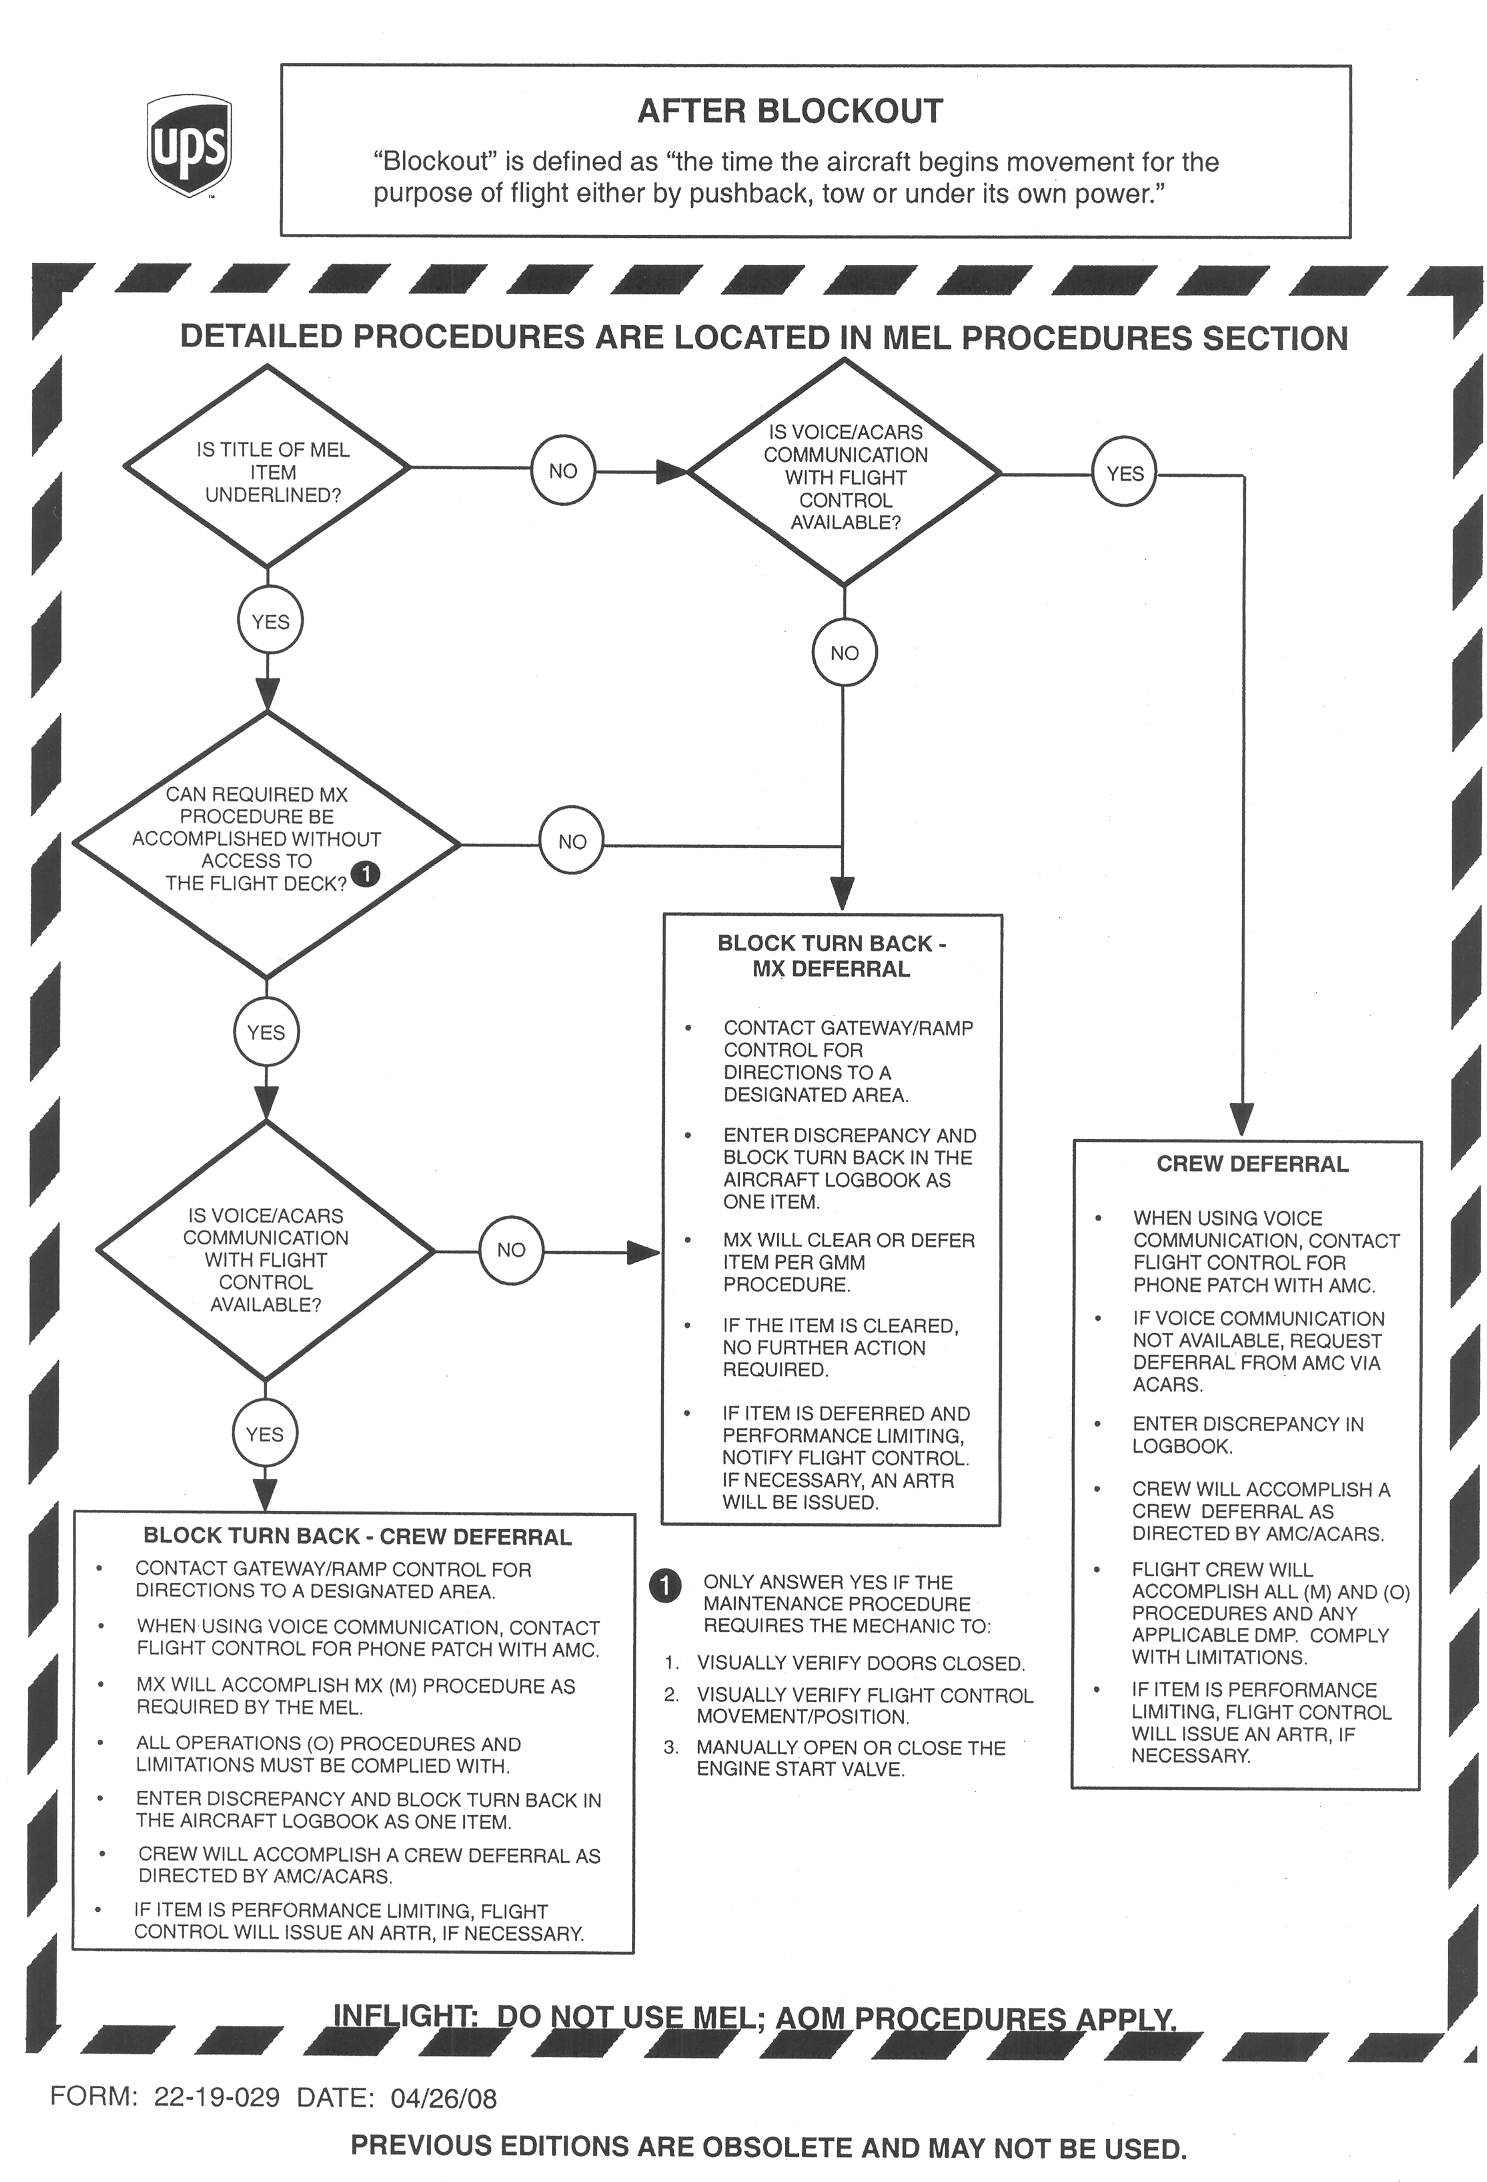 AFTER BLOCKOUT
ups
“Blockout” is defined as “the time the aircraft begins movement for the
purpose of flight either by pushback, tow or under its own power.”
TM
DETAILED PROCEDURES ARE LOCATED IN MEL PROCEDURES SECTION
IS TITLE OF MEL
ITEM
UNDERLINED?
NO
IS VOICE/ACARS
COMMUNICATION
WITH FLIGHT
CONTROL
AVAILABLE?
YES
YES
NO
CAN REQUIRED MX
PROCEDURE BE
ACCOMPLISHED WITHOUT
ACCESS TO
THE FLIGHT DECK? 1
NO
YES
IS VOICE/ACARS
COMMUNICATION
WITH FLIGHT
CONTROL
AVAILABLE?
NO
YES
BLOCK TURN BACK -
MX DEFERRAL
• CONTACT GATEWAY/RAMP
CONTROL FOR
DIRECTIONS TO A
DESIGNATED AREA.
• ENTER DISCREPANCY AND
BLOCK TURN BACK IN THE
AIRCRAFT LOGBOOK AS
ONE ITEM.
• MX WILL CLEAR OR DEFER
ITEM PER GMM
PROCEDURE.
• IF THE ITEM IS CLEARED,
NO FURTHER ACTION
REQUIRED.
• IF ITEM IS DEFERRED AND
PERFORMANCE LIMITING,
NOTIFY FLIGHT CONTROL.
IF NECESSARY, AN ARTR
WILL BE ISSUED.
CREW DEFERRAL
• WHEN USING VOICE
COMMUNICATION, CONTACT
FLIGHT CONTROL FOR
PHONE PATCH WITH AMC.
• IF VOICE COMMUNICATION
NOT AVAILABLE, REQUEST
DEFERRAL FROM AMC VIA
ACARS.
• ENTER DISCREPANCY IN
LOGBOOK.
• CREW WILL ACCOMPLISH A
CREW DEFERRAL AS
DIRECTED BY AMC/ACARS.
• FLIGHT CREW WILL
ACCOMPLISH ALL (M) AND (O)
PROCEDURES AND ANY
APPLICABLE DMP. COMPLY
WITH LIMITATIONS.
• IF ITEM IS PERFORMANCE
LIMITING, FLIGHT CONTROL
WILL ISSUE AN ARTR, IF
NECESSARY.
BLOCK TURN BACK - CREW DEFERRAL
• CONTACT GATEWAY/RAMP CONTROL FOR
DIRECTIONS TO A DESIGNATED AREA.
• WHEN USING VOICE COMMUNICATION, CONTACT
FLIGHT CONTROL FOR PHONE PATCH WITH AMC.
• MX WILL ACCOMPLISH MX (M) PROCEDURE AS
REQUIRED BY THE MEL.
• ALL OPERATIONS (O) PROCEDURES AND
LIMITATIONS MUST BE COMPLIED WITH.
• ENTER DISCREPANCY AND BLOCK TURN BACK IN
THE AIRCRAFT LOGBOOK AS ONE ITEM.
• CREW WILL ACCOMPLISH A CREW DEFERRAL AS
DIRECTED BY AMC/ACARS.
• IF ITEM IS PERFORMANCE LIMITING, FLIGHT
CONTROL WILL ISSUE AN ARTR, IF NECESSARY.
1 ONLY ANSWER YES IF THE
MAINTENANCE PROCEDURE
REQUIRES THE MECHANIC TO:
1. VISUALLY VERIFY DOORS CLOSED.
2. VISUALLY VERIFY FLIGHT CONTROL
MOVEMENT/POSITION.
3. MANUALLY OPEN OR CLOSE THE
ENGINE START VALVE.
INFLIGHT: DO NOT USE MEL; AOM PROCEDURES APPLY.
FORM: 22-19-029 DATE: 04/26/08
PREVIOUS EDITIONS ARE OBSOLETE AND MAY NOT BE USED.